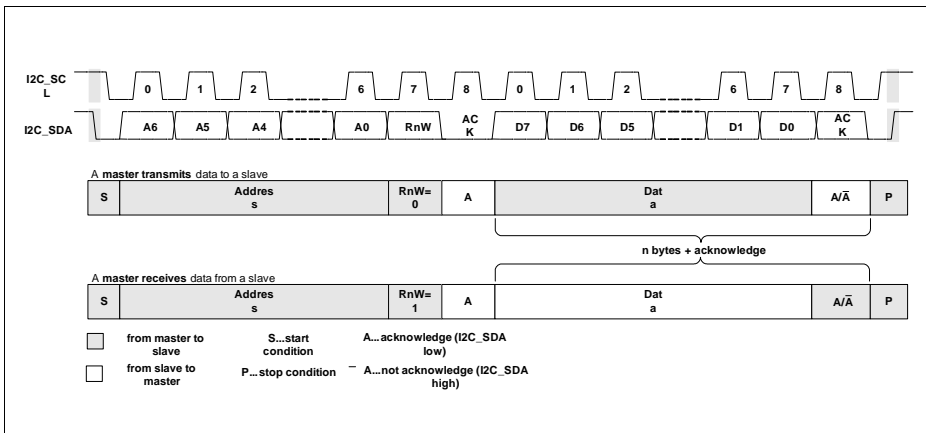 I2C_SC
L
0 1 2 6 7 8 0 1 2 6 7 8
I2C_SDA
A6 A5 A4 A0 RnW AC
K
D7 D6 D5 D1 D0 AC
K
A master transmits data to a slave
S Addres
s
RnW=
0
A Dat
a
A/A̅ P
n bytes + acknowledge
A master receives data from a slave
S Addres
s
RnW=
1
A Dat
a
A/A̅ P
from master to
slave
S...start
condition
A...acknowledge (I2C_SDA
low)
from slave to
master
P...stop condition
¯ A...not acknowledge (I2C_SDA
high)